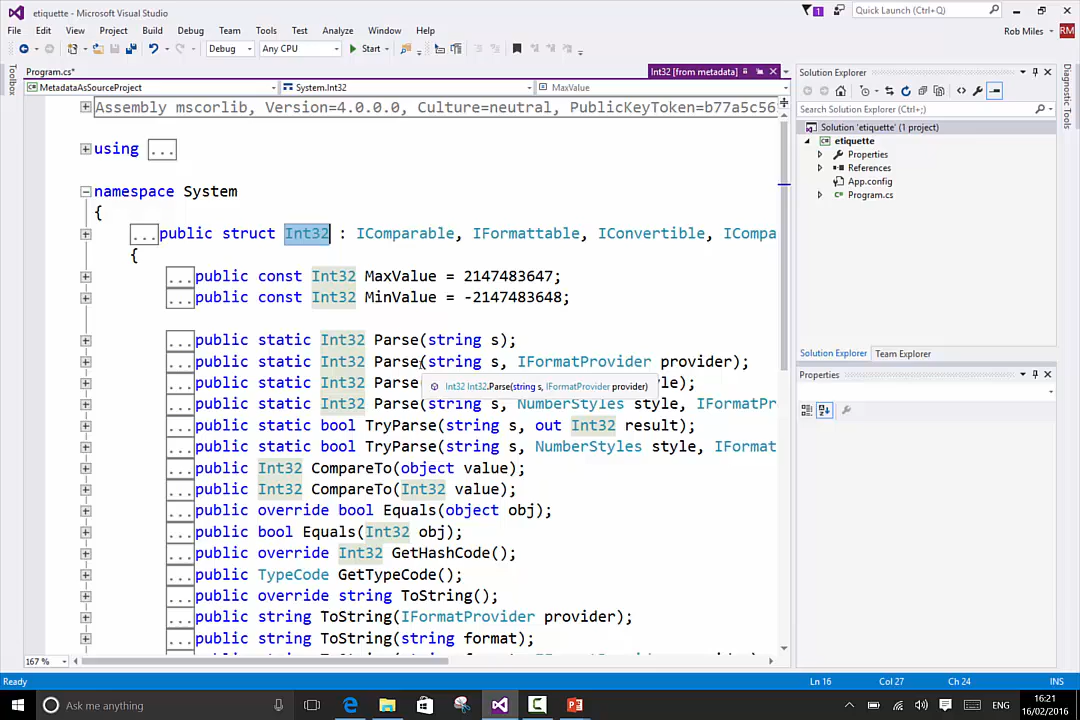 etiquette - Microsoft Visual Studio
1
Quick Launch (Ctrl+Q)
File Edit View Project Build Debug Team Tools Test Analyze Window Help
Rob Miles RM
Debug Any CPU Start
Toolbox
Program.cs*
Int32 [from metadata]
MetadataAsSourceProject
System.Int32
MaxValue
Assembly mscorlib, Version=4.0.0.0, Culture=neutral, PublicKeyToken=b77a5c56
using ...
namespace System
{
...public struct Int32 : IComparable, IFormattable, IConvertible, ICompa
{
...public const Int32 MaxValue = 2147483647;
...public const Int32 MinValue = -2147483648;
...public static Int32 Parse(string s);
...public static Int32 Parse(string s, IFormatProvider provider);
...public static Int32 Parse le);
Int32 Int32.Parse(string s, IFormatProvider provider)
...public static Int32 Parse(string s, NumberStyles style, IFormatPr
...public static bool TryParse(string s, out Int32 result);
...public static bool TryParse(string s, NumberStyles style, IFormat
...public Int32 CompareTo(object value);
...public Int32 CompareTo(Int32 value);
...public override bool Equals(object obj);
...public bool Equals(Int32 obj);
...public override Int32 GetHashCode();
...public TypeCode GetTypeCode();
...public override string ToString();
...public string ToString(IFormatProvider provider);
...public string ToString(string format);
167 %
Solution Explorer
Search Solution Explorer (Ctrl+;)
Solution 'etiquette' (1 project)
etiquette
Properties
References
App.config
Program.cs
Solution Explorer Team Explorer
Properties
Diagnostic Tools
Ready
Ln 16 Col 27 Ch 24 INS
Ask me anything
ENG
16:21
16/02/2016